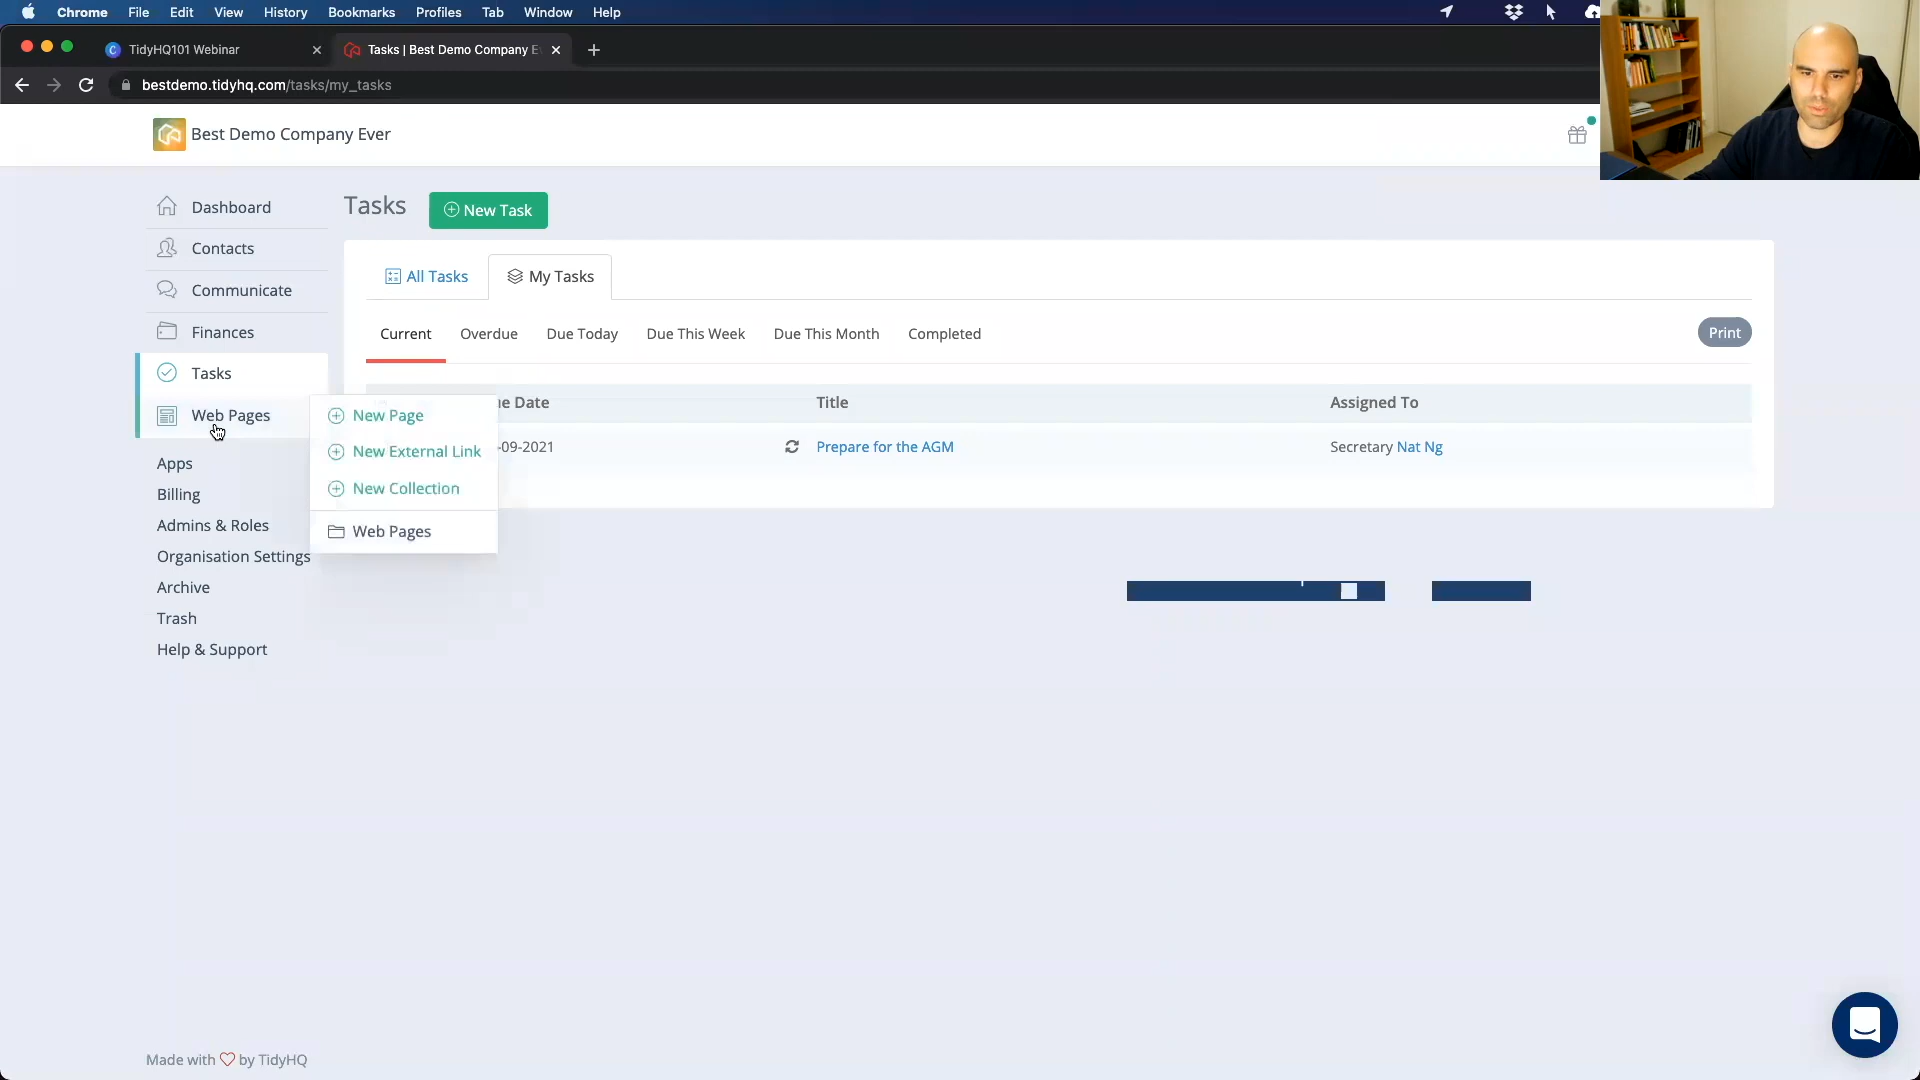 Chrome File Edit View History Bookmarks Profiles Tab Window Help
TidyHQ101 Webinar
Tasks | Best Demo Company E
bestdemo.tidyhq.com/tasks/my_tasks
Best Demo Company Ever
Dashboard
Contacts
Communicate
Finances
Tasks
Web Pages
Apps
Billing
Admins & Roles
Organisation Settings
Archive
Trash
Help & Support
New Page
New External Link
New Collection
Web Pages
Tasks
New Task
All Tasks
My Tasks
Current Overdue Due Today Due This Week Due This Month Completed
Print
Date Title Assigned To
-09-2021 Prepare for the AGM Secretary Nat Ng
Made with by TidyHQ